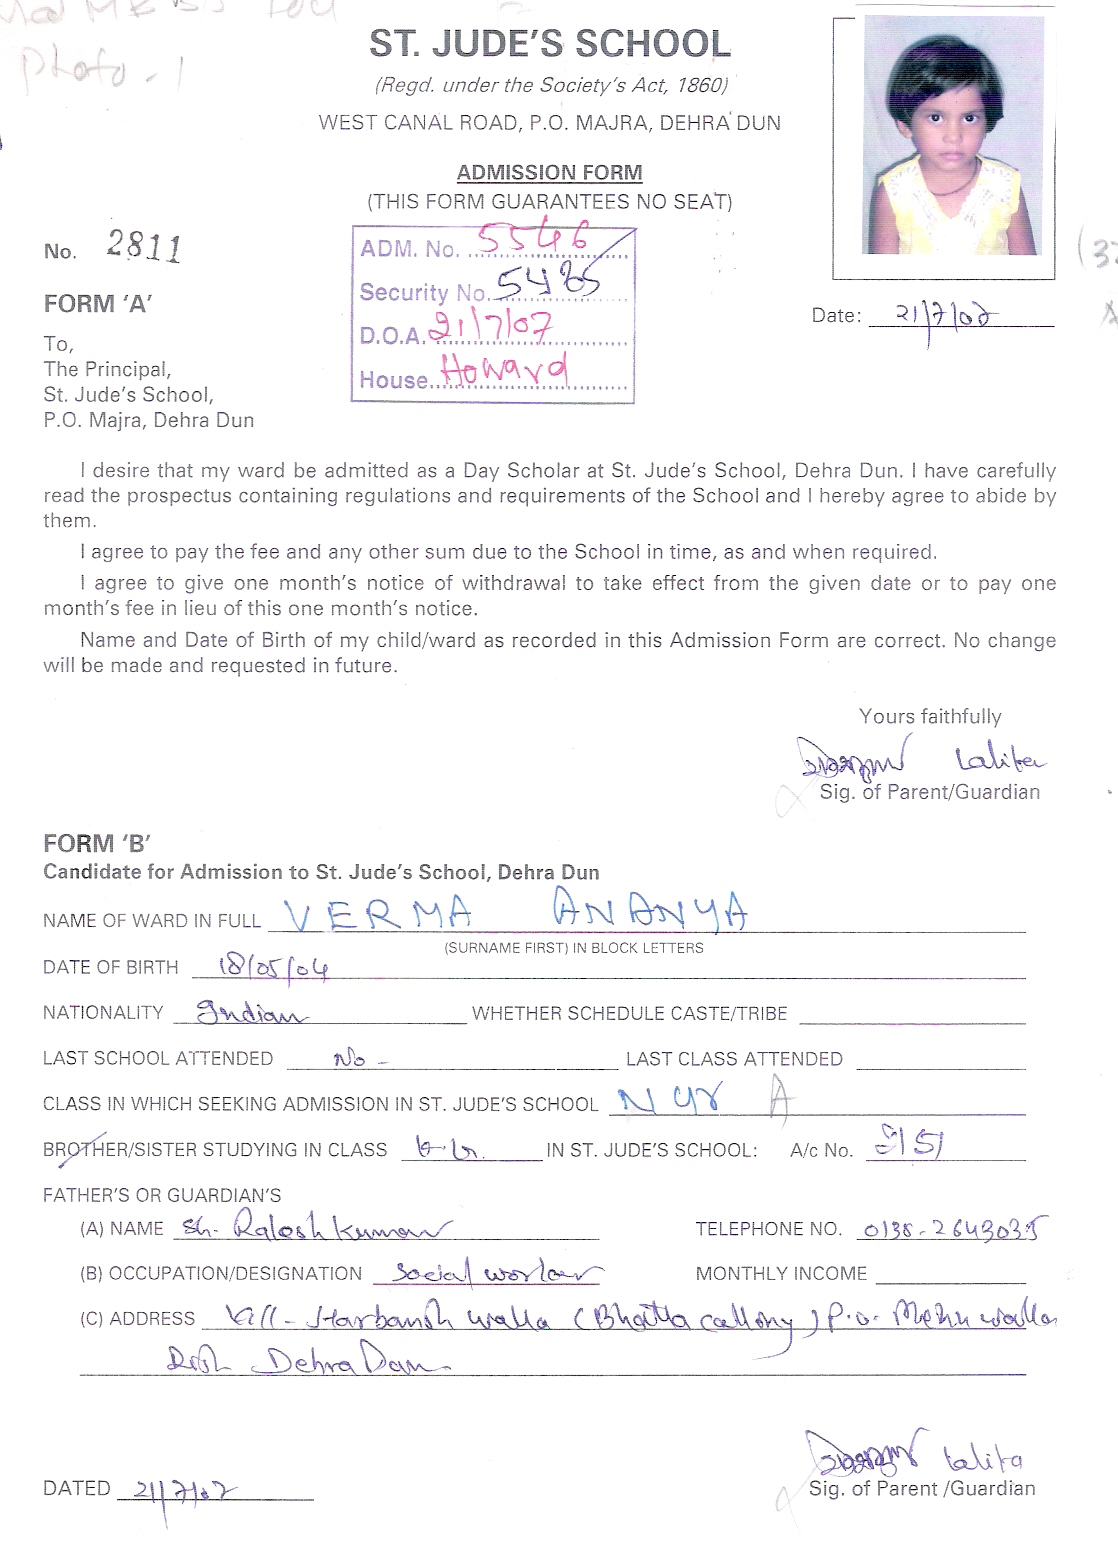 Photo - 1
ST. JUDE'S SCHOOL
(Regd. under the Society's Act, 1860)
WEST CANAL ROAD, P.O. MAJRA, DEHRA DUN
ADMISSION FORM
(THIS FORM GUARANTEES NO SEAT)
No. 2811
ADM. No. 5546
Security No. 5485
D.O.A. 21/7/07
House Howard
Date: 21/7/07
FORM 'A'
To,
The Principal,
St. Jude's School,
P.O. Majra, Dehra Dun
I desire that my ward be admitted as a Day Scholar at St. Jude's School, Dehra Dun. I have carefully
read the prospectus containing regulations and requirements of the School and I hereby agree to abide by
them.
I agree to pay the fee and any other sum due to the School in time, as and when required.
I agree to give one month's notice of withdrawal to take effect from the given date or to pay one
month's fee in lieu of this one month's notice.
Name and Date of Birth of my child/ward as recorded in this Admission Form are correct. No change
will be made and requested in future.
Yours faithfully
Lalita
Sig. of Parent/Guardian
FORM 'B'
Candidate for Admission to St. Jude's School, Dehra Dun
NAME OF WARD IN FULL VERMA ANANYA
(SURNAME FIRST) IN BLOCK LETTERS
DATE OF BIRTH 18/05/04
NATIONALITY Indian WHETHER SCHEDULE CASTE/TRIBE
LAST SCHOOL ATTENDED No - LAST CLASS ATTENDED
CLASS IN WHICH SEEKING ADMISSION IN ST. JUDE'S SCHOOL Nur A
BROTHER/SISTER STUDYING IN CLASS IN ST. JUDE'S SCHOOL: A/c No. 5151
FATHER'S OR GUARDIAN'S
(A) NAME Sh. Rakesh Kumar TELEPHONE NO. 0135-2643035
(B) OCCUPATION/DESIGNATION Social worker MONTHLY INCOME
(C) ADDRESS Vill - Harbansh walla (Bhatta callony) P.o. Mehu walla
Disth Dehra Dun.
Lalita
DATED 21/7/07 Sig. of Parent /Guardian